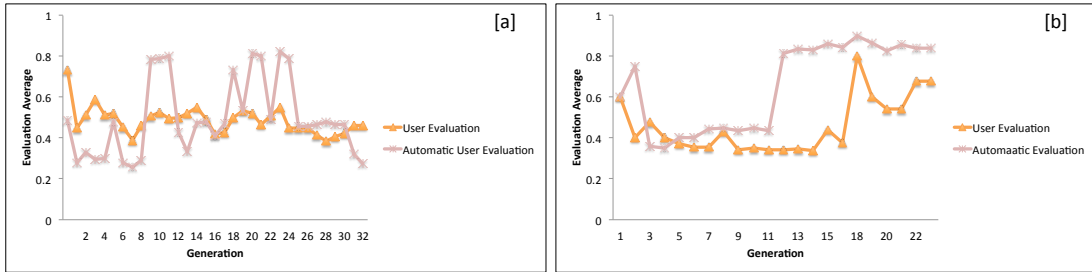 [a]
1
0.8
0.6
0.4
0.2
0
Evaluation Average
2 4 6 8 10 12 14 16 18 20 22 24 26 28 30 32
Generation
User Evaluation
Automatic User Evaluation
[b]
1
0.8
0.6
0.4
0.2
0
Evaluation Average
1 3 5 7 9 11 13 15 18 20 22
Generation
User Evaluation
Automaatic Evaluation